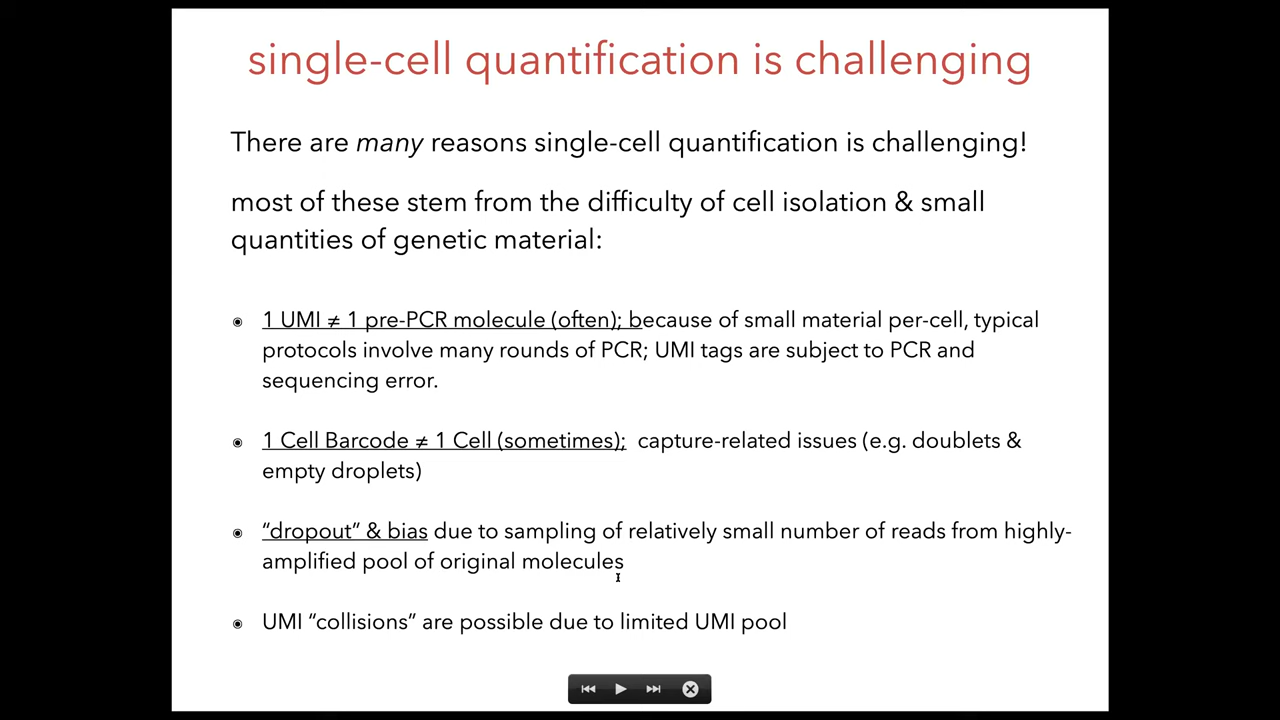 single-cell quantification is challenging
There are many reasons single-cell quantification is challenging!
most of these stem from the difficulty of cell isolation & small
quantities of genetic material:
1 UMI ≠ 1 pre-PCR molecule (often); because of small material per-cell, typical
protocols involve many rounds of PCR; UMI tags are subject to PCR and
sequencing error.
1 Cell Barcode ≠ 1 Cell (sometimes); capture-related issues (e.g. doublets &
empty droplets)
“dropout” & bias due to sampling of relatively small number of reads from highly-
amplified pool of original molecules
UMI “collisions” are possible due to limited UMI pool